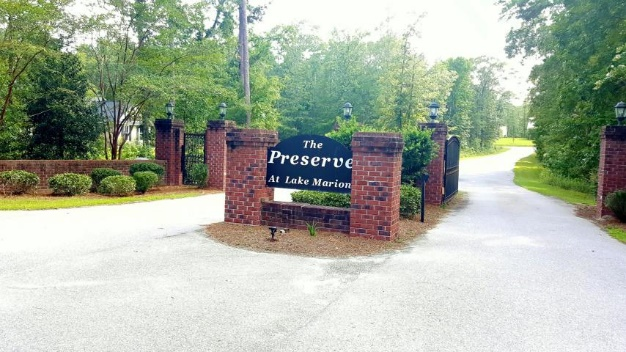 The
Preserve
At Lake Marion